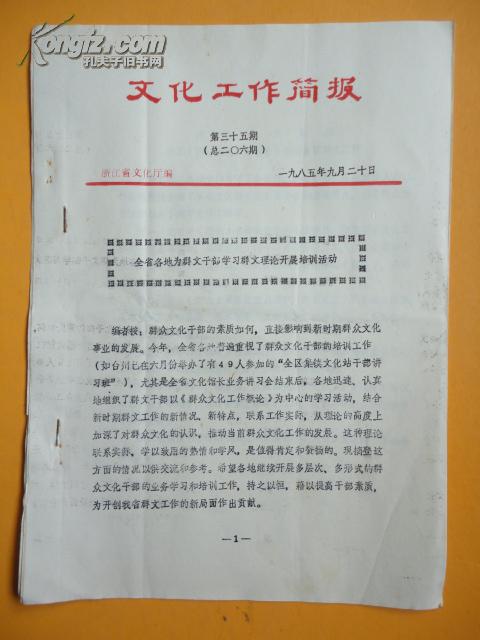 Kongfz.com
孔夫子旧书网
文化工作简报
第三十五期
(总二〇六期)
浙江省文化厅编 一九八五年九月二十日
全省各地为群文干部学习群文理论开展培训活动
编者按:群众文化干部的素质如何,直接影响到新时期群众文化
事业的发展。今年,全省各地普遍重视了群众文化干部的培训工作
(如台州已在六月份举办了有49人参加的“全区集镇文化站干部讲
习班”),尤其是全省文化馆长业务讲习会结束后,各地迅速、认真
地组织了群文干部以《群众文化工作概论》为中心的学习活动,结合
新时期群文工作的新情况、新特点,联系工作实际,从理论的高度上
加深了对群众文化的认识,推动当前群众文化工作的发展。这种理论
联系实际、学以致用的热情和学风,是值得肯定和赞扬的。现摘登这
方面的情况以供交流和参考。希望各地继续开展多层次、多形式的群
众文化干部的业务学习和培训工作,持之以恒,藉以提高干部素质,
为开创我省群文工作的新局面作出贡献。
—1—